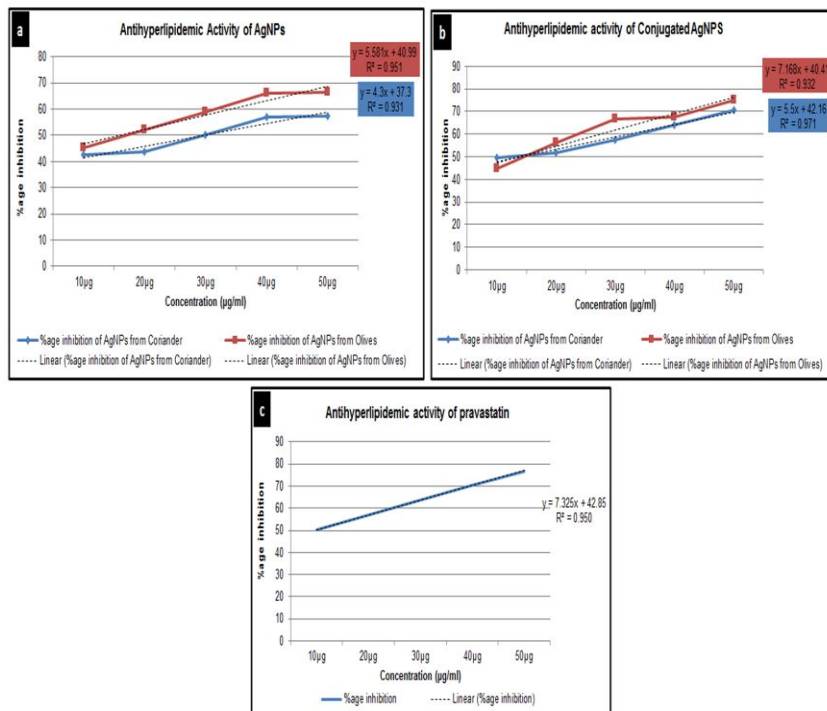 a
Antihyperlipidemic Activity of AgNPs
y = 5.581x + 40.99
R² = 0.951
y = 4.3x + 37.3
R² = 0.931
%age inhibition
80
70
60
50
40
30
20
10
0
10µg 20µg 30µg 40µg 50µg
Concentration (µg/ml)
%age inhibition of AgNPs from Coriander %age inhibition of AgNPs from Olives
Linear (%age inhibition of AgNPs from Coriander) Linear (%age inhibition of AgNPs from Olives)
b
Antihyperlipidemic activity of Conjugated AgNPS
y = 7.168x + 40.41
R² = 0.932
y = 5.5x + 42.16
R² = 0.971
%age inhibition
90
80
70
60
50
40
30
20
10
0
10µg 20µg 30µg 40µg 50µg
Concentration (µg/ml)
%age inhibition of AgNPs from Coriander %age inhibition of AgNPs from Olives
Linear (%age inhibition of AgNPs from Coriander) Linear (%age inhibition of AgNPs from Olives)
c
Antihyperlipidemic activity of pravastatin
y = 7.325x + 42.85
R² = 0.950
%age inhibition
90
80
70
60
50
40
30
20
10
0
10µg 20µg 30µg 40µg 50µg
Concentration (µg/ml)
%age inhibition Linear (%age inhibition)